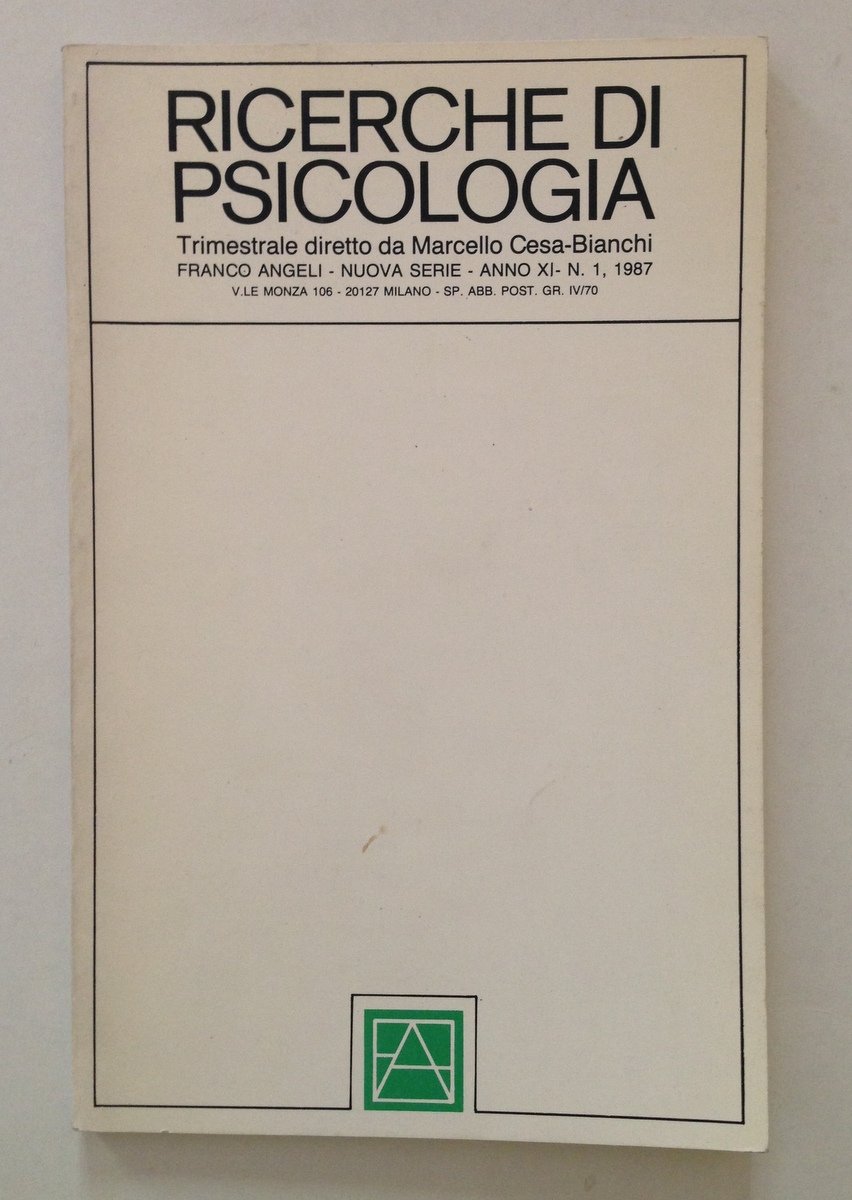 RICERCHE DI
PSICOLOGIA
Trimestrale diretto da Marcello Cesa-Bianchi
FRANCO ANGELI - NUOVA SERIE - ANNO XI- N. 1, 1987
V.LE MONZA 106 - 20127 MILANO - SP. ABB. POST. GR. IV/70